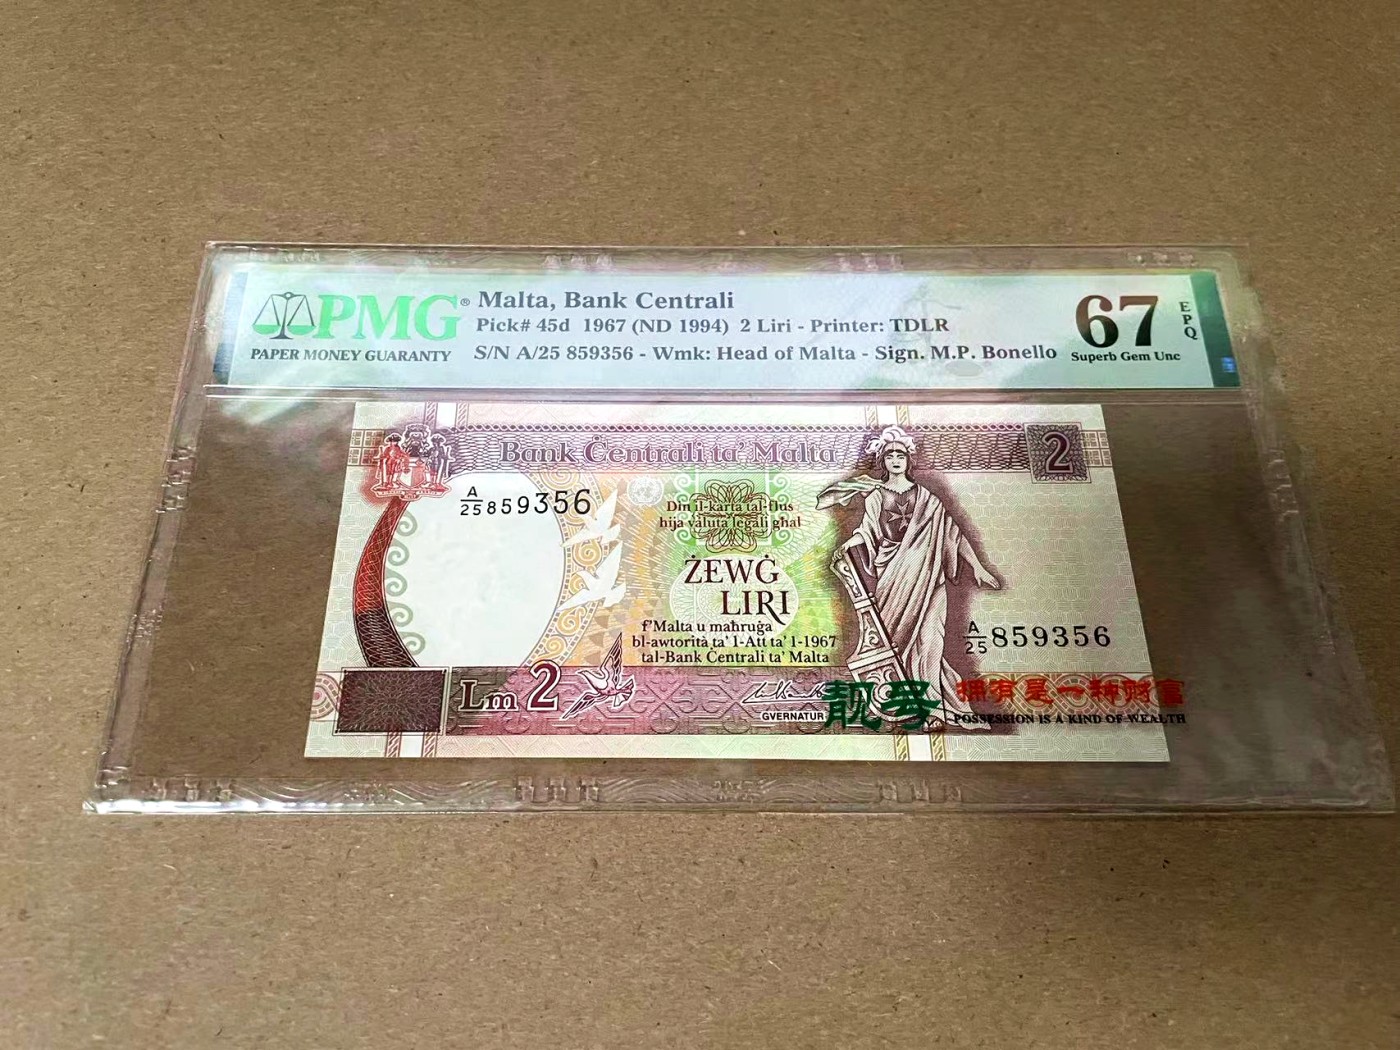 PMG®
PAPER MONEY GUARANTY
Malta, Bank Centrali
Pick# 45d 1967 (ND 1994) 2 Liri - Printer: TDLR
S/N A/25 859356 - Wmk: Head of Malta - Sign. M.P. Bonello
67
EPQ
Superb Gem Unc
Bank Ċentrali ta' Malta
2
A/25 859356
Din il-karta tal-flus
hija valuta legali għal
ŻEWĠ
LIRI
f'Malta u maħruġa
bl-awtorità ta' l-Att ta' l-1967
tal-Bank Ċentrali ta' Malta
A/25 859356
Lm 2
GVERNATUR
靓号
拥有是一种财富
POSSESSION IS A KIND OF WEALTH